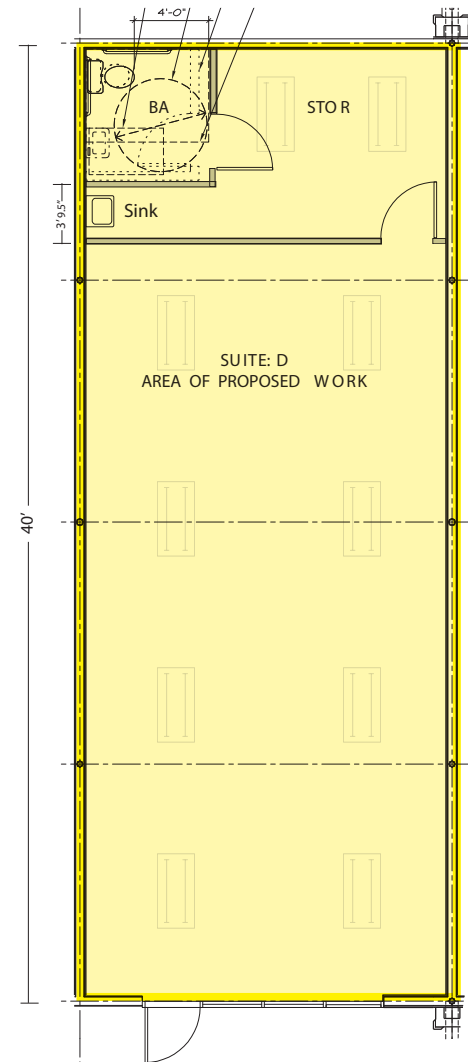 4'-0"
BA
STOR
3' 9.5"
Sink
SUITE: D
AREA OF PROPOSED WORK
40'